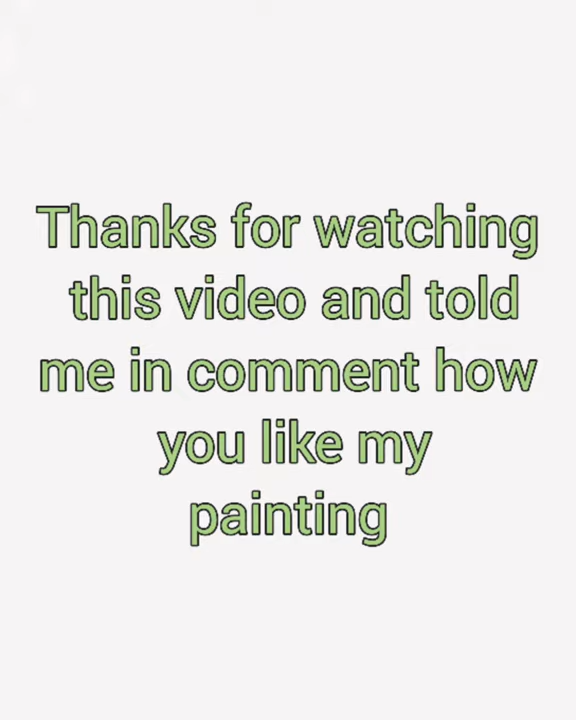 Thanks for watching
this video and told
me in comment how
you like my
painting